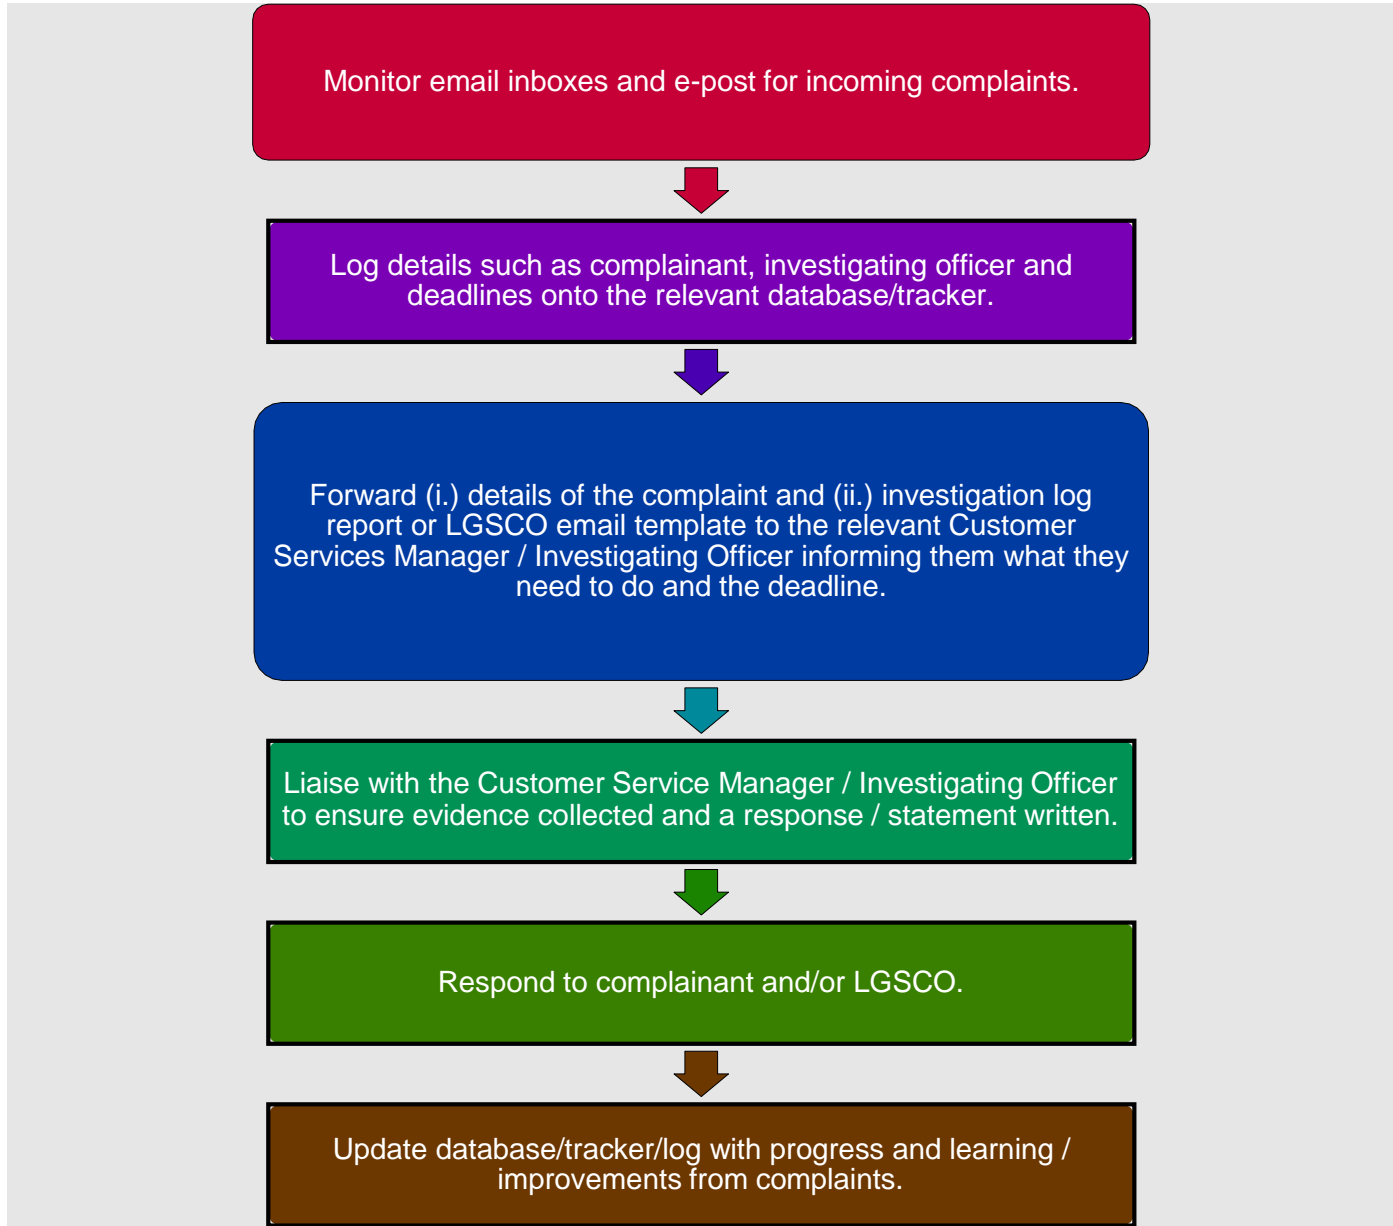 Monitor email inboxes and e-post for incoming complaints.
Log details such as complainant, investigating officer and
deadlines onto the relevant database/tracker.
Forward (i.) details of the complaint and (ii.) investigation log
report or LGSCO email template to the relevant Customer
Services Manager / Investigating Officer informing them what they
need to do and the deadline.
Liaise with the Customer Service Manager / Investigating Officer
to ensure evidence collected and a response / statement written.
Respond to complainant and/or LGSCO.
Update database/tracker/log with progress and learning /
improvements from complaints.